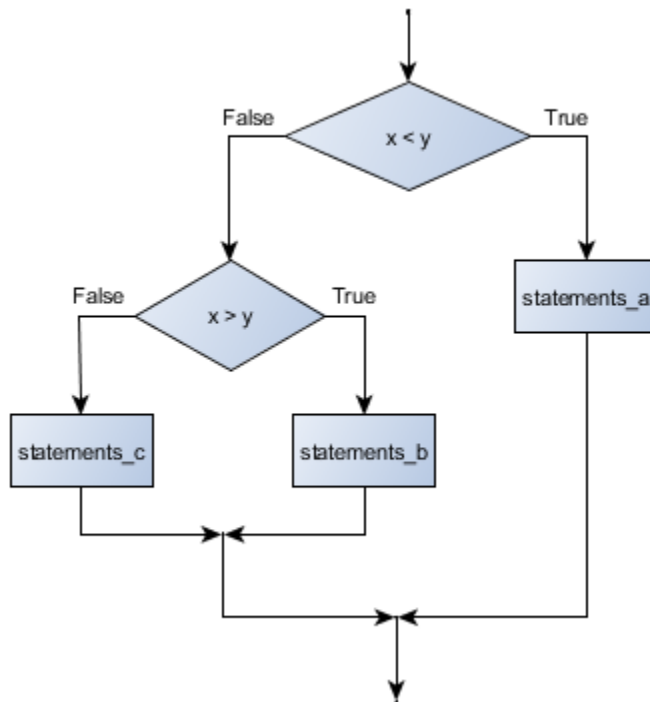 False
True
x < y
False
True
x > y
statements_a
statements_c
statements_b